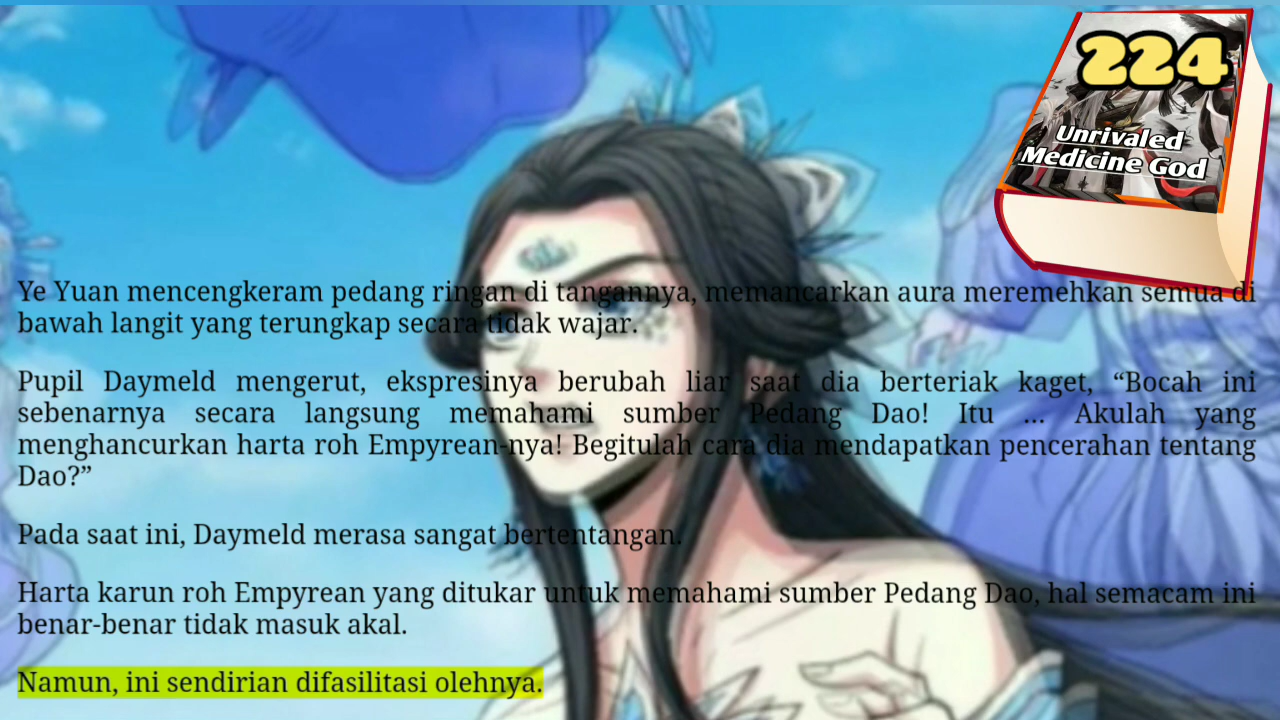 224
Unrivaled
Medicine God
Ye Yuan mencengkeram pedang ringan di tangannya, memancarkan aura meremehkan semua di
bawah langit yang terungkap secara tidak wajar.
Pupil Daymeld mengerut, ekspresinya berubah liar saat dia berteriak kaget, “Bocah ini
sebenarnya secara langsung memahami sumber Pedang Dao! Itu ... Akulah yang
menghancurkan harta roh Empyrean-nya! Begitulah cara dia mendapatkan pencerahan tentang
Dao?”
Pada saat ini, Daymeld merasa sangat bertentangan.
Harta karun roh Empyrean yang ditukar untuk memahami sumber Pedang Dao, hal semacam ini
benar-benar tidak masuk akal.
Namun, ini sendirian difasilitasi olehnya.